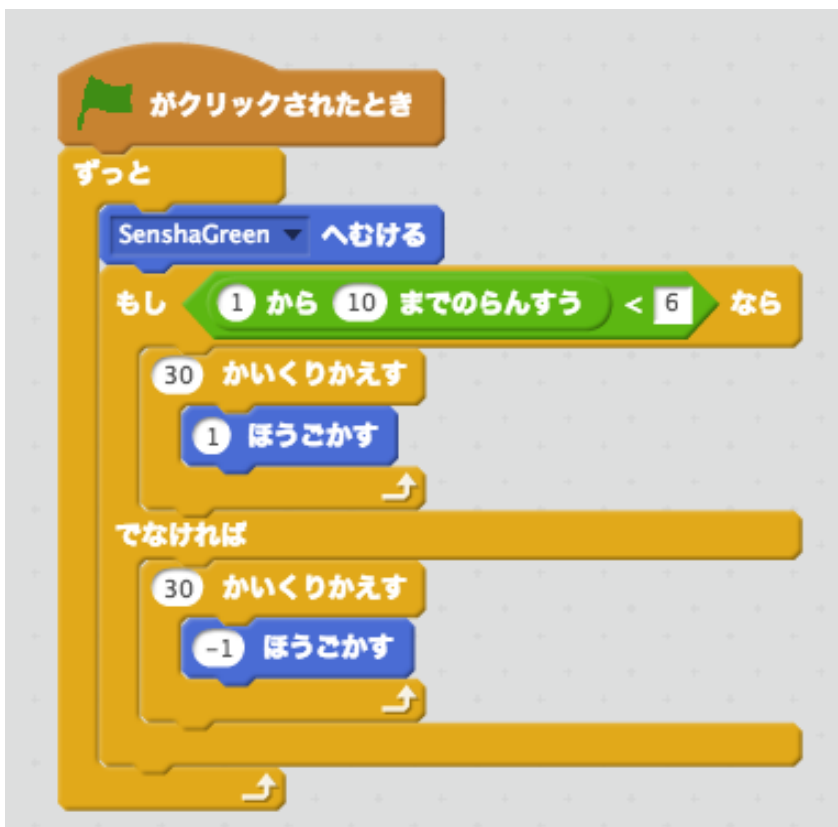 がクリックされたとき
ずっと
SenshaGreen へむける
もし 1 から 10 までのらんすう < 6 なら
30 かいくりかえす
1 ほうごかす
でなければ
30 かいくりかえす
-1 ほうごかす